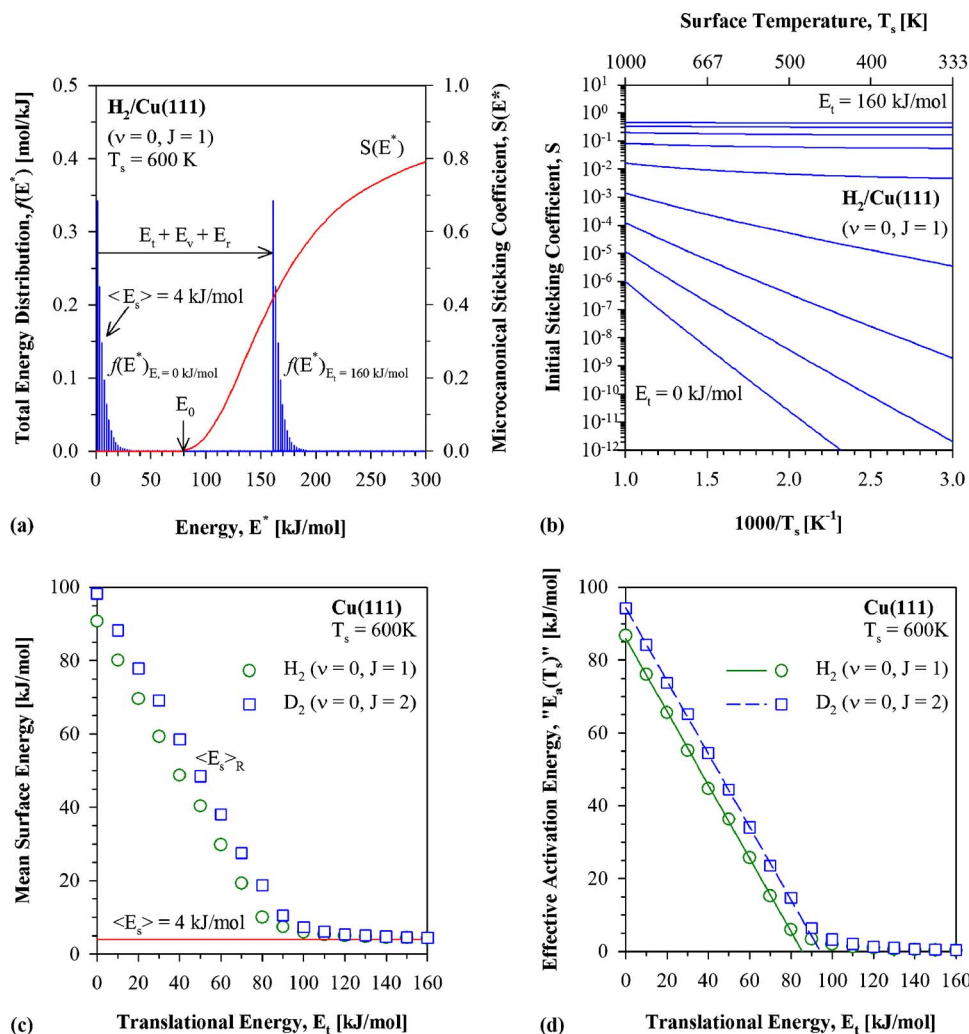 0.5
0.4
0.3
0.2
0.1
0.0
Total Energy Distribution, f(E*) [mol/kJ]
H₂/Cu(111)
(ν = 0, J = 1)
Tₛ = 600 K
S(E*)
Eₜ + Eᵥ + Eᵣ
<Eₛ> = 4 kJ/mol
f(E*)Eₜ = 0 kJ/mol
f(E*)Eₜ = 160 kJ/mol
E₀
1.0
0.8
0.6
0.4
0.2
0.0
Microcanonical Sticking Coefficient, S(E*)
0 50 100 150 200 250 300
(a) Energy, E* [kJ/mol]
Surface Temperature, Tₛ [K]
1000 667 500 400 333
10¹
10⁰
10⁻¹
10⁻²
10⁻³
10⁻⁴
10⁻⁵
10⁻⁶
10⁻⁷
10⁻⁸
10⁻⁹
10⁻¹⁰
10⁻¹¹
10⁻¹²
Initial Sticking Coefficient, S
Eₜ = 160 kJ/mol
H₂/Cu(111)
(ν = 0, J = 1)
Eₜ = 0 kJ/mol
1.0 1.5 2.0 2.5 3.0
(b) 1000/Tₛ [K⁻¹]
100
80
60
40
20
0
Mean Surface Energy [kJ/mol]
Cu(111)
Tₛ = 600K
H₂ (ν = 0, J = 1)
D₂ (ν = 0, J = 2)
<Eₛ>R
<Eₛ> = 4 kJ/mol
0 20 40 60 80 100 120 140 160
(c) Translational Energy, Eₜ [kJ/mol]
100
80
60
40
20
0
Effective Activation Energy, "Eₐ(Tₛ)" [kJ/mol]
Cu(111)
Tₛ = 600K
H₂ (ν = 0, J = 1)
D₂ (ν = 0, J = 2)
0 20 40 60 80 100 120 140 160
(d) Translational Energy, Eₜ [kJ/mol]